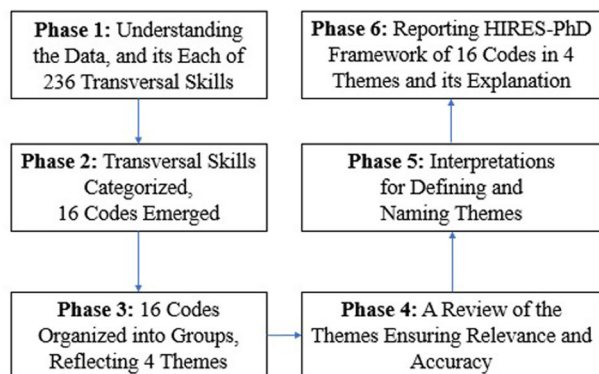 Phase 1: Understanding
the Data, and its Each of
236 Transversal Skills
Phase 2: Transversal Skills
Categorized,
16 Codes Emerged
Phase 3: 16 Codes
Organized into Groups,
Reflecting 4 Themes
Phase 4: A Review of the
Themes Ensuring Relevance and
Accuracy
Phase 5: Interpretations
for Defining and
Naming Themes
Phase 6: Reporting HIRES-PhD
Framework of 16 Codes in 4
Themes and its Explanation